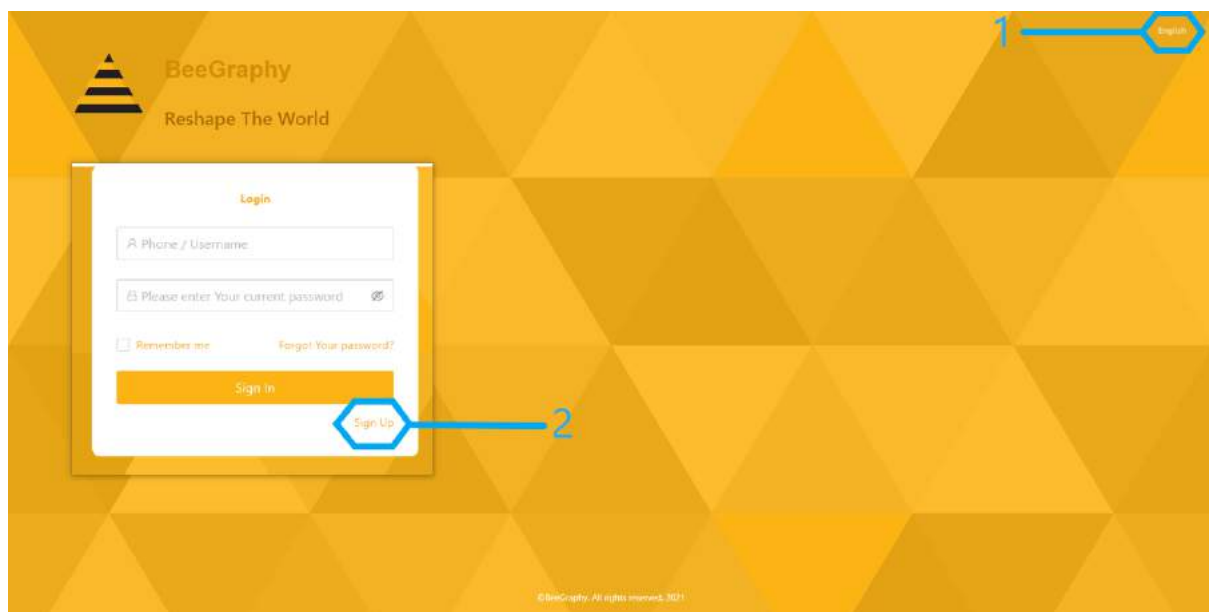 1
English
BeeGraphy
Reshape The World
Login
Phone / Username
Please enter Your current password
Remember me
Forgot Your password?
Sign In
Sign Up
2
©BeeGraphy. All rights reserved, 2021